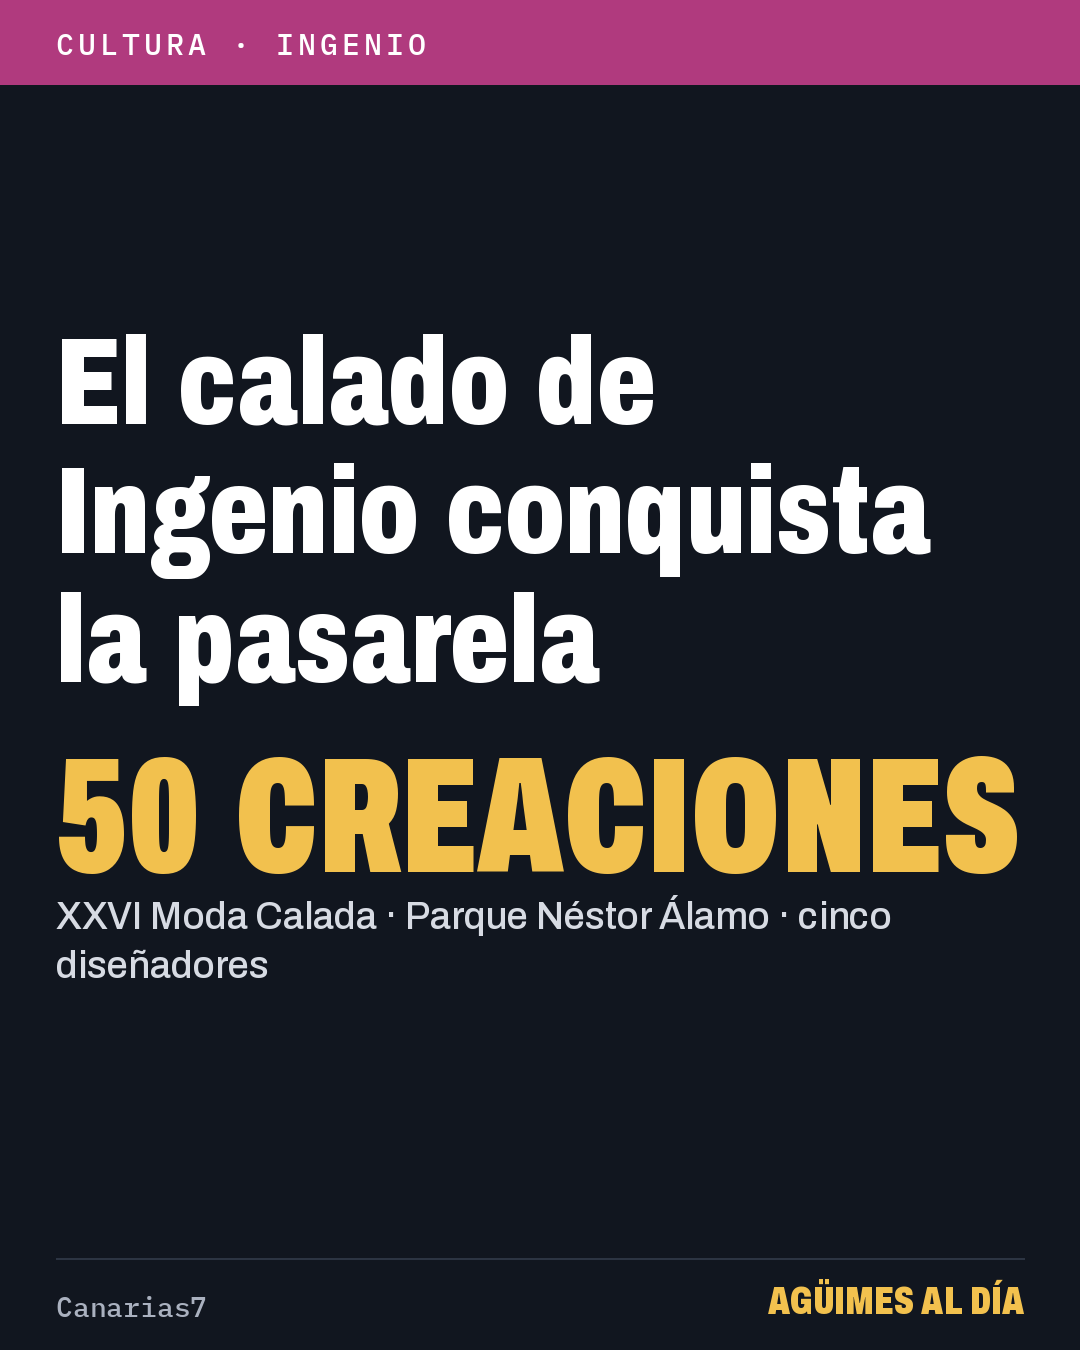 CULTURA · INGENIO
El calado de
Ingenio conquista
la pasarela
50 CREACIONES
XXVI Moda Calada · Parque Néstor Álamo · cinco
diseñadores
Canarias7
AGÜIMES AL DÍA